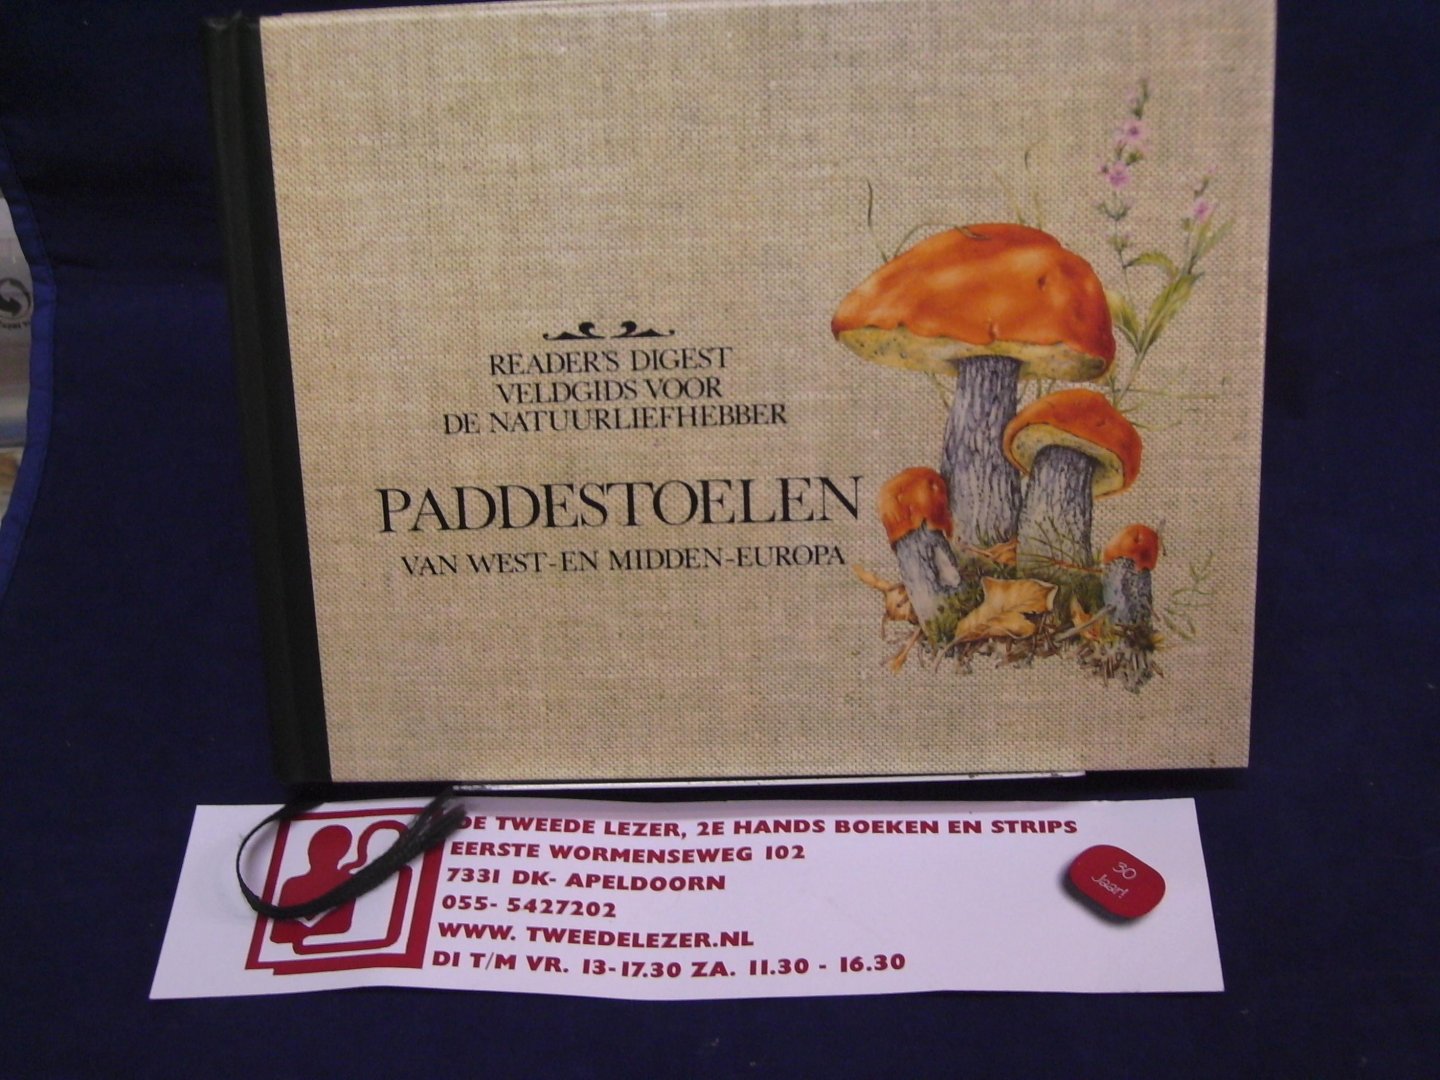 READER'S DIGEST
VELDGIDS VOOR
DE NATUURLIEFHEBBER
PADDESTOELEN
VAN WEST-EN MIDDEN-EUROPA
DE TWEEDE LEZER, 2E HANDS BOEKEN EN STRIPS
EERSTE WORMENSEWEG 102
7331 DK- APELDOORN
055- 5427202
WWW. TWEEDELEZER.NL
DI T/M VR. 13-17.30 ZA. 11.30 - 16.30
30
Jaar!